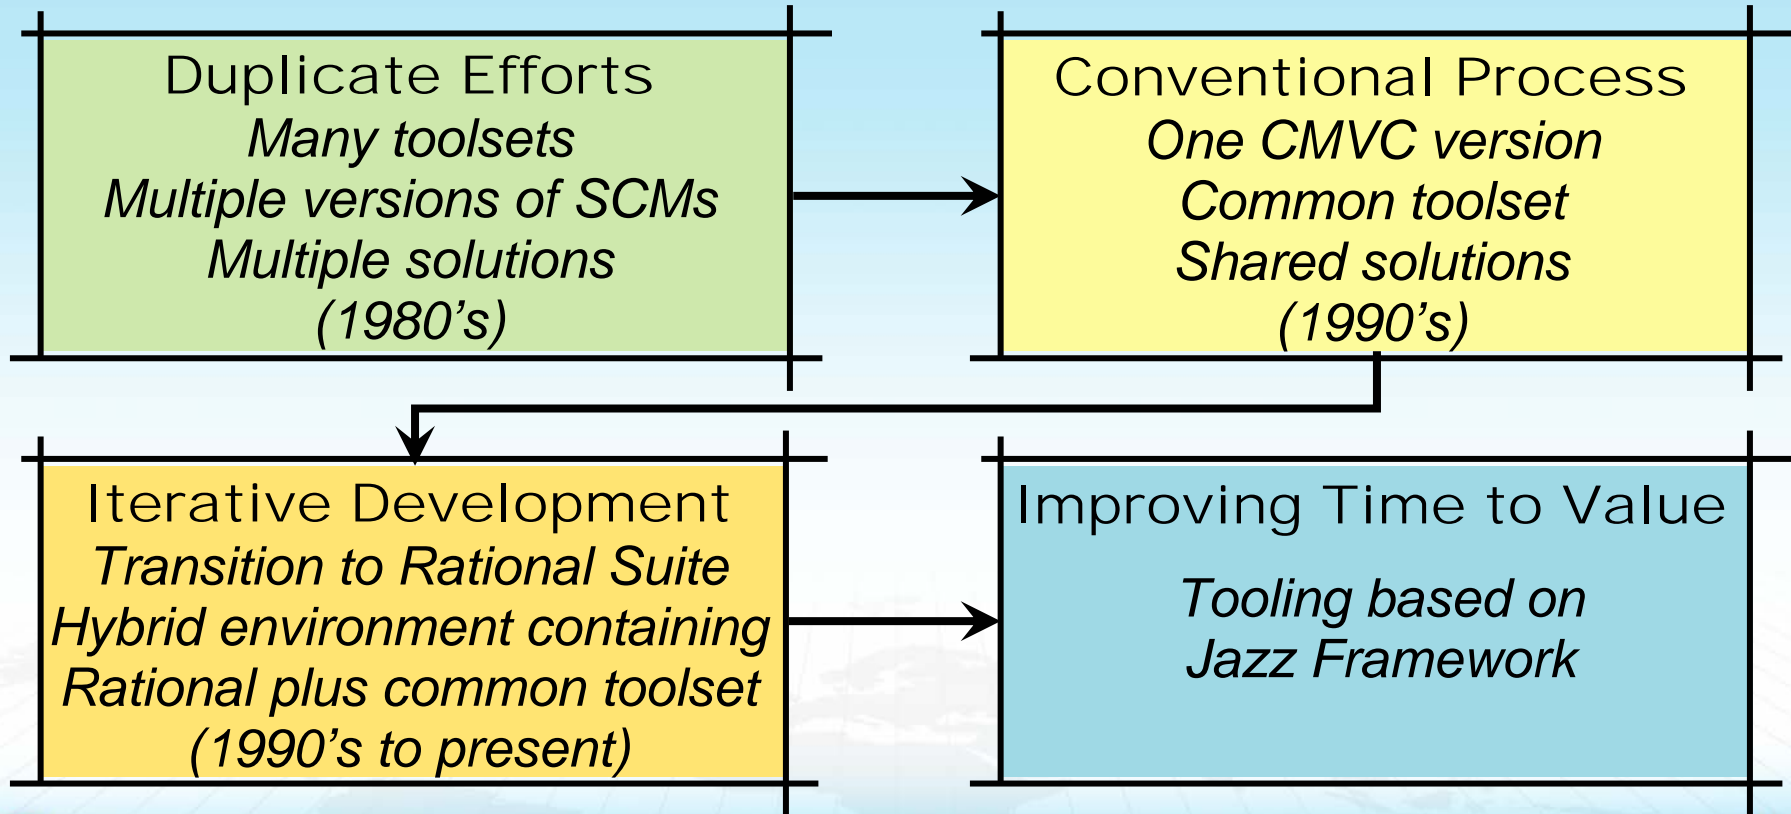 Duplicate Efforts
Many toolsets
Multiple versions of SCMs
Multiple solutions
(1980’s)
Conventional Process
One CMVC version
Common toolset
Shared solutions
(1990’s)
Iterative Development
Transition to Rational Suite
Hybrid environment containing
Rational plus common toolset
(1990’s to present)
Improving Time to Value
Tooling based on
Jazz Framework